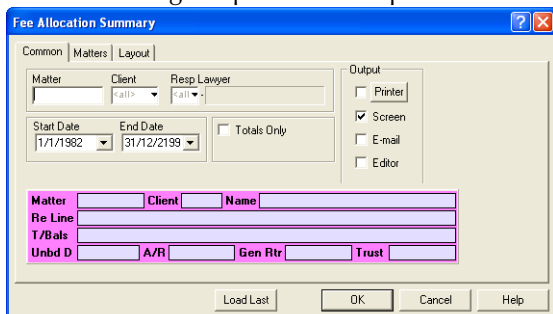 Fee Allocation Summary
Common Matters Layout
Matter Client Resp Lawyer
<all> <all> -
Start Date End Date
1/1/1982 31/12/2199
Totals Only
Output
Printer
Screen
E-mail
Editor
Matter Client Name
Re Line
T/Bals
Unbd D A/R Gen Rtr Trust
Load Last OK Cancel Help